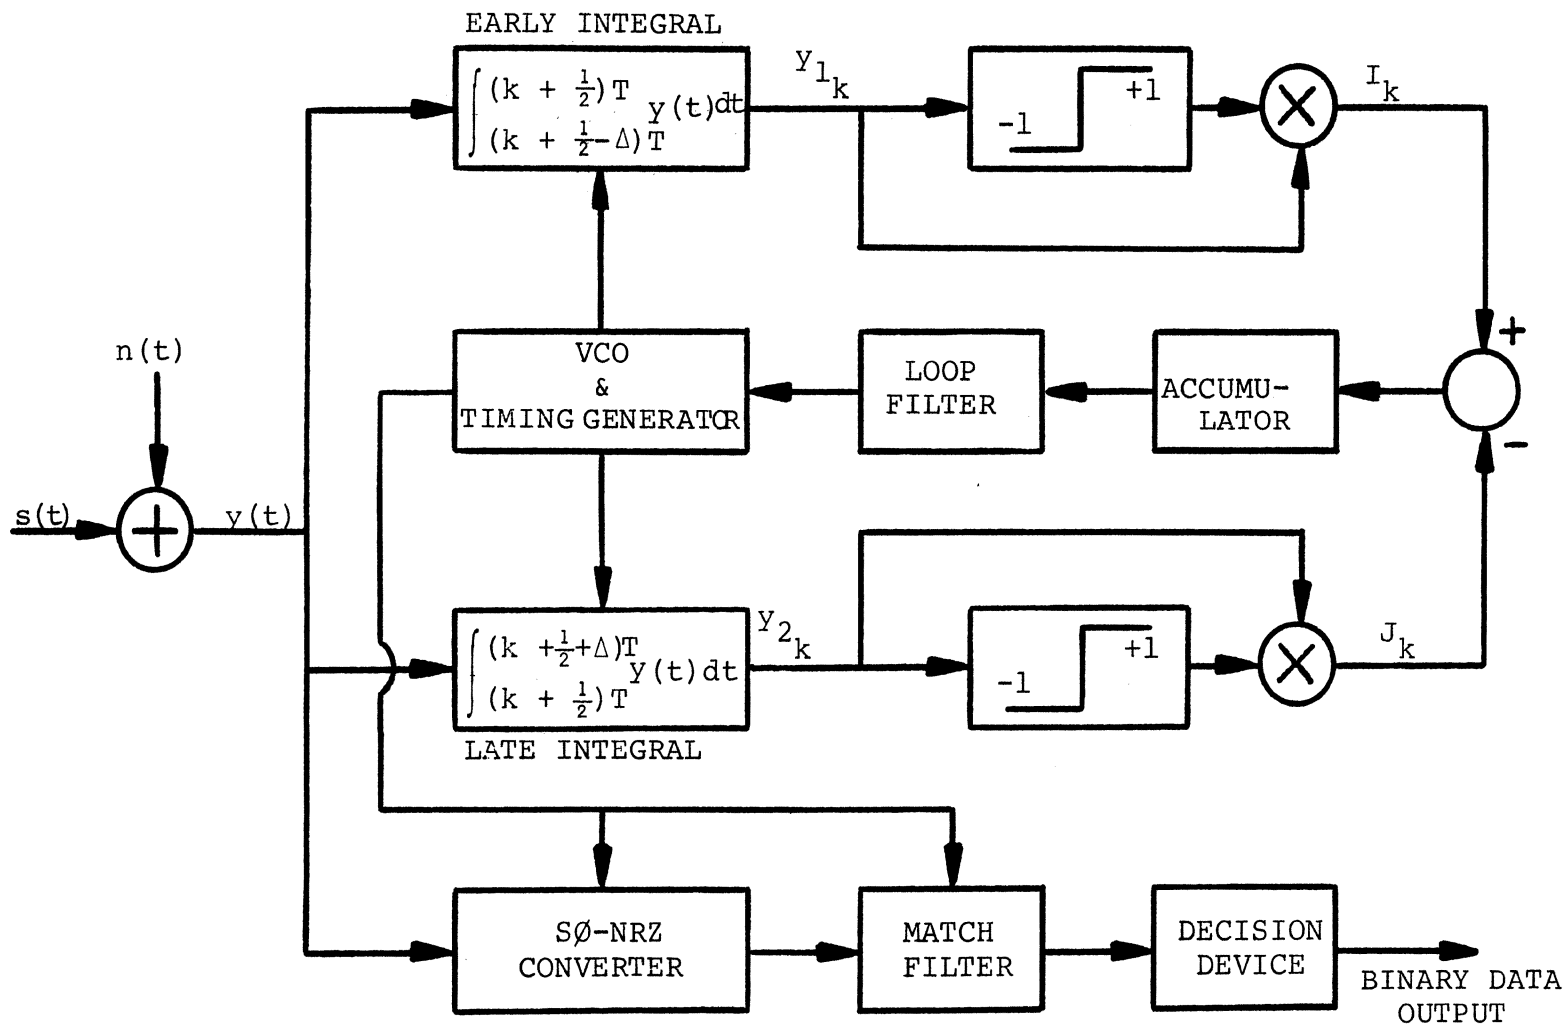 EARLY INTEGRAL
∫ (k + 1/2)T
y(t)dt
(k + 1/2-Δ)T
y1k
+1
-1
Ik
n(t)
VCO
&
TIMING GENERATOR
LOOP
FILTER
ACCUMU-
LATOR
+
-
s(t)
+
y(t)
∫ (k +1/2+Δ)T
y(t)dt
(k + 1/2)T
LATE INTEGRAL
y2k
+1
-1
Jk
SØ-NRZ
CONVERTER
MATCH
FILTER
DECISION
DEVICE
BINARY DATA
OUTPUT